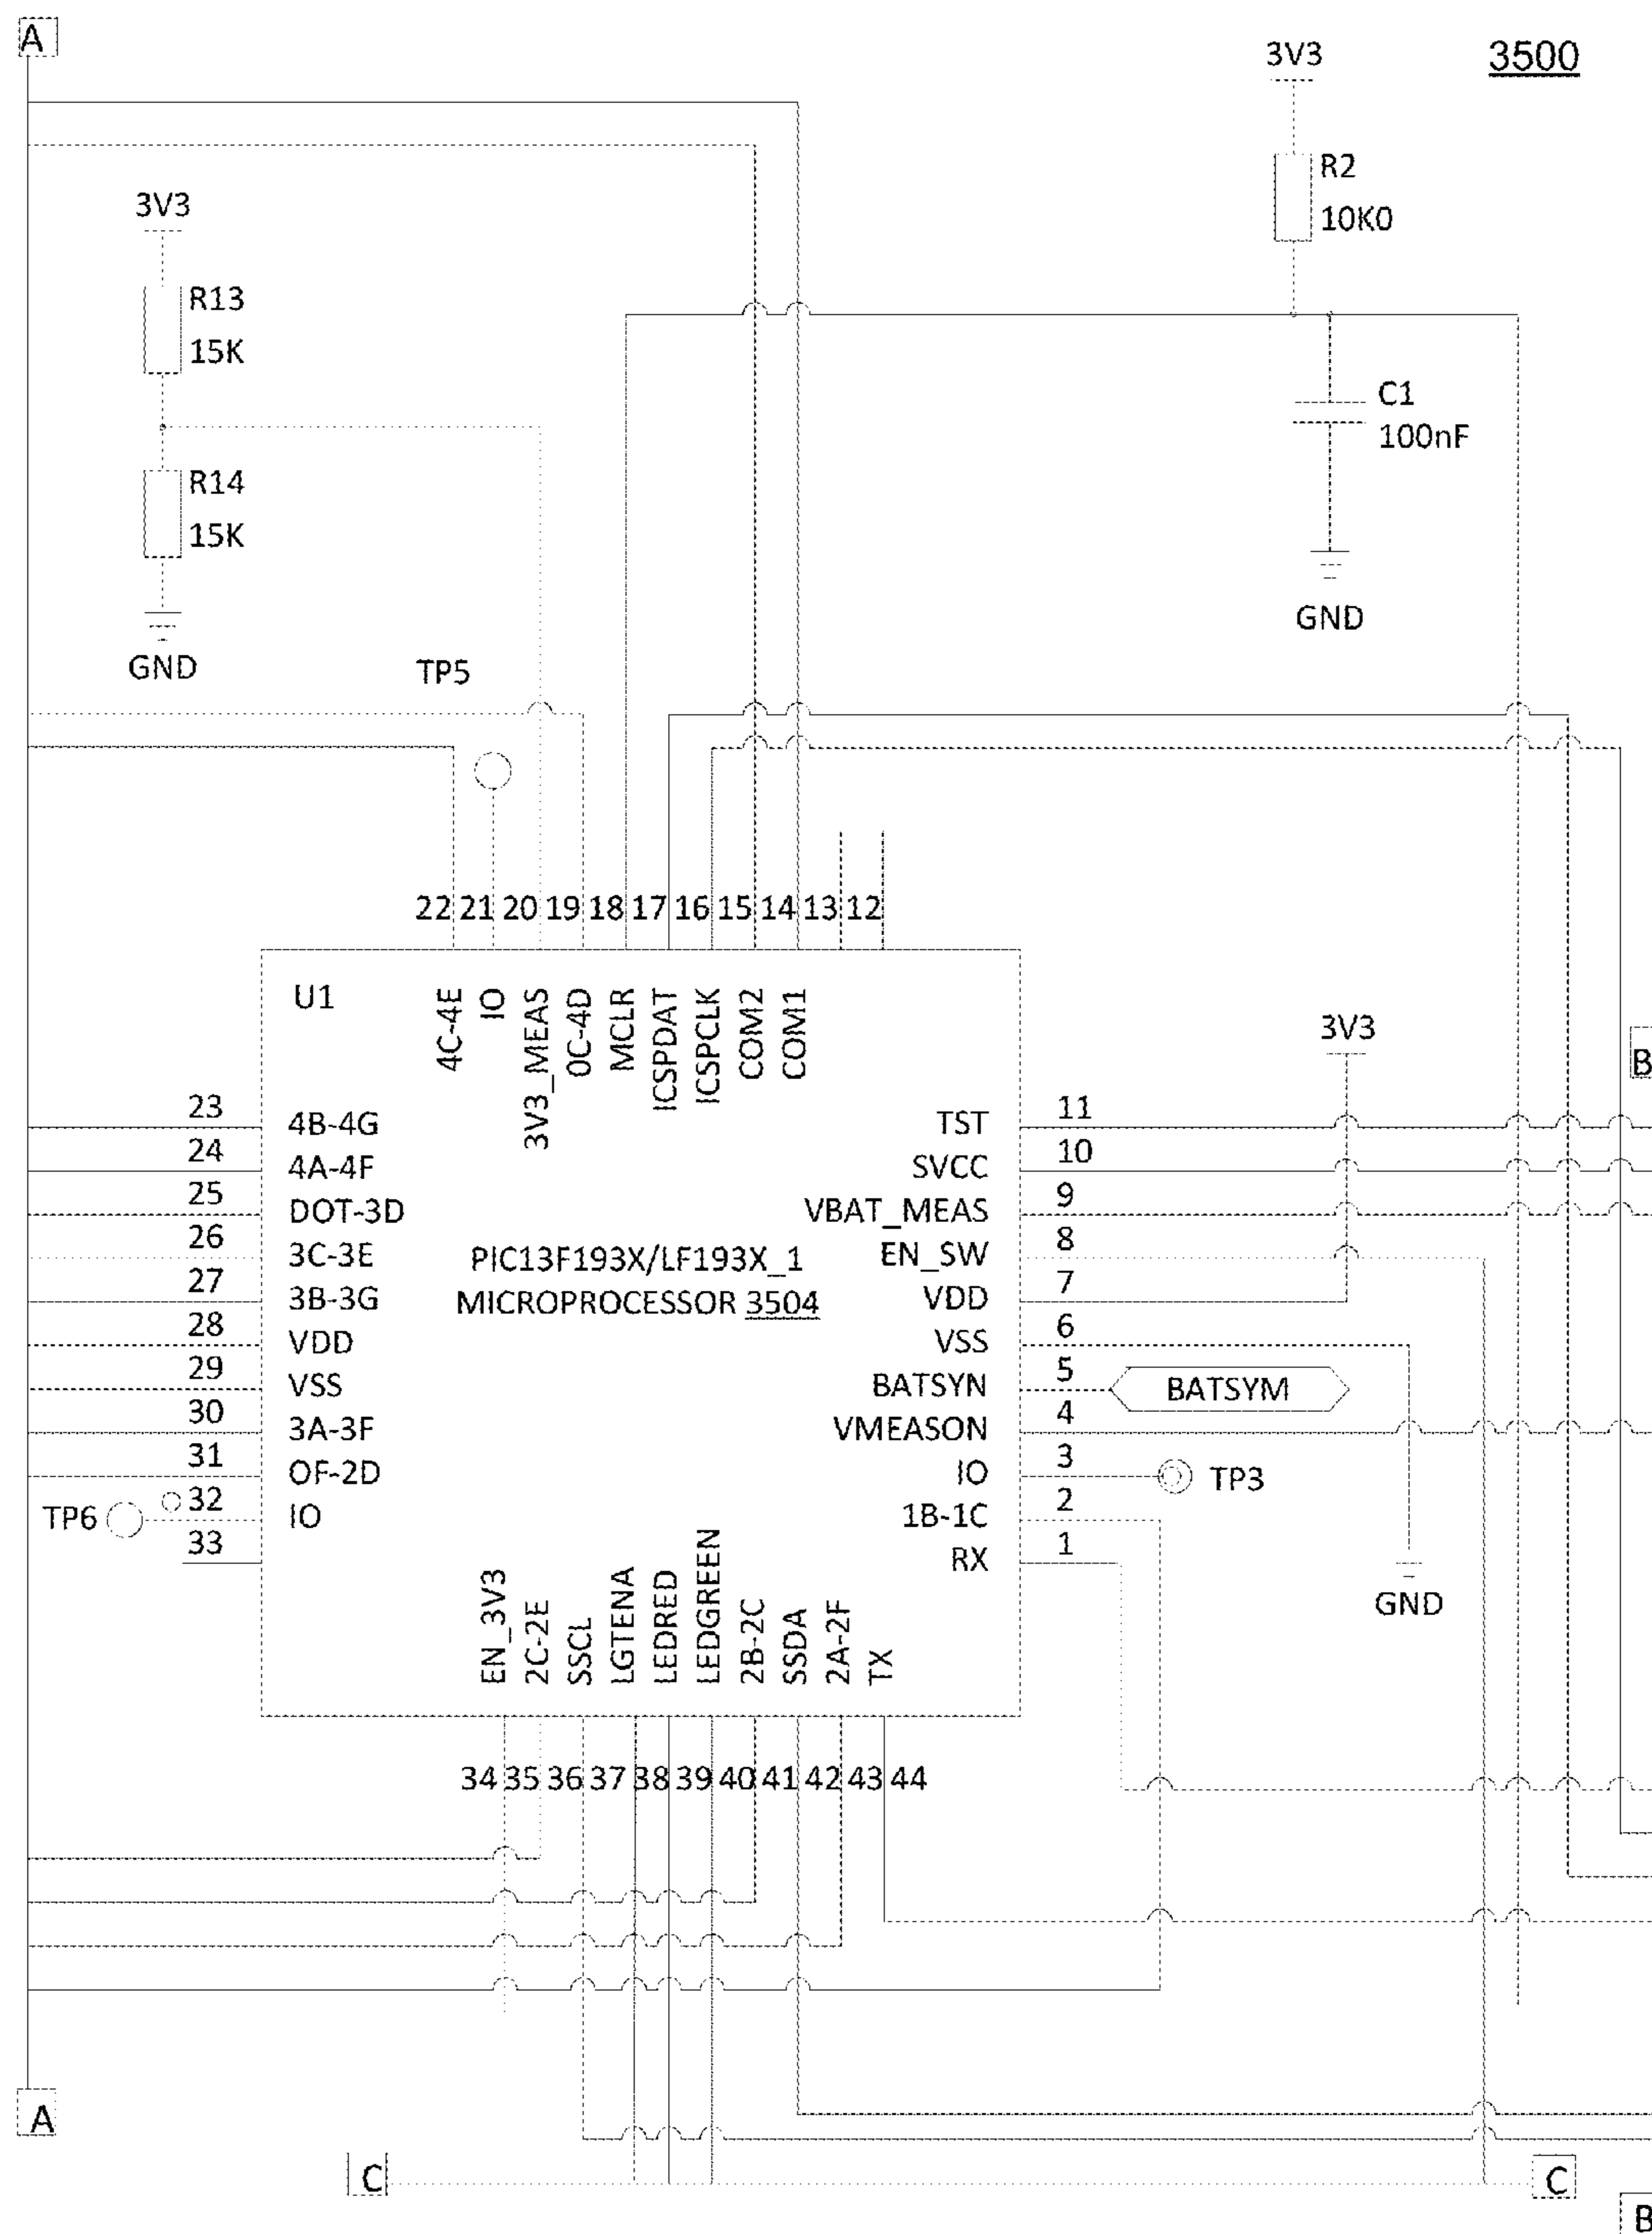 A
3V3
3500
R2
10K0
3V3
R13
15K
C1
100nF
R14
15K
GND
GND
TP5
22 21 20 19 18 17 16 15 14 13 12
U1
4C-4E
IO
3V3_MEAS
0C-4D
MCLR
ICSPDAT
ICSPCLK
COM2
COM1
3V3
B
23
4B-4G
24
4A-4F
25
DOT-3D
26
3C-3E
27
3B-3G
28
VDD
29
VSS
30
3A-3F
31
OF-2D
TP6
32
IO
33
PIC13F193X/LF193X_1
MICROPROCESSOR 3504
TST
11
SVCC
10
VBAT_MEAS
9
EN_SW
8
VDD
7
VSS
6
BATSYN
5
BATSYM
VMEASON
4
IO
3
TP3
1B-1C
2
RX
1
GND
EN_3V3
2C-2E
SSCL
LGTENA
LEDRED
LEDGREEN
2B-2C
SSDA
2A-2F
TX
34 35 36 37 38 39 40 41 42 43 44
A
C
C
B